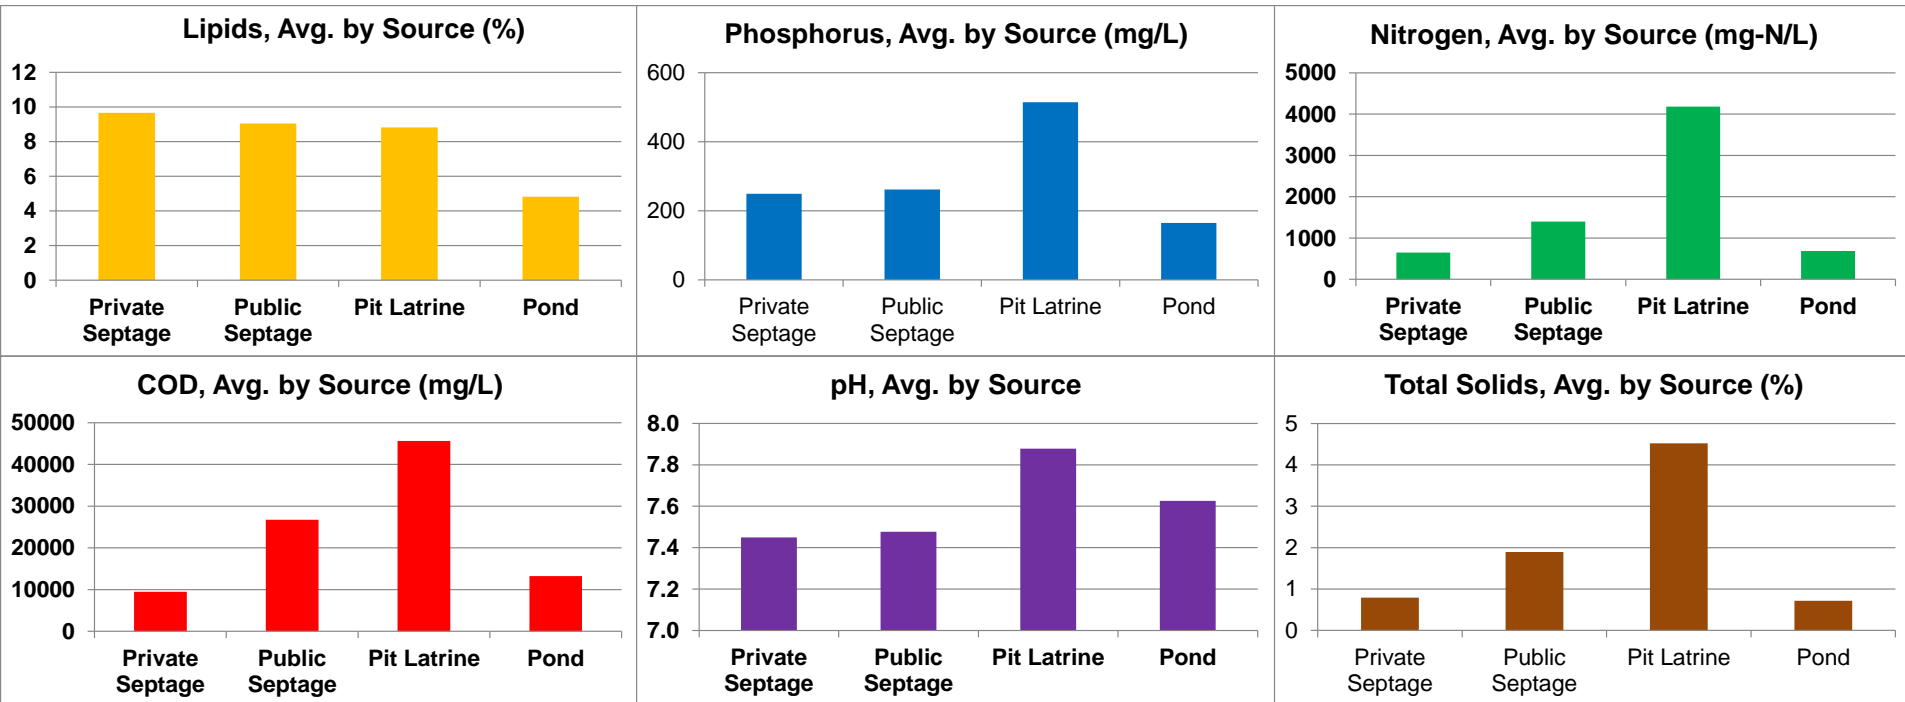 Lipids, Avg. by Source (%)
12
10
8
6
4
2
0
Private Septage
Public Septage
Pit Latrine
Pond
Phosphorus, Avg. by Source (mg/L)
600
400
200
0
Private Septage
Public Septage
Pit Latrine
Pond
Nitrogen, Avg. by Source (mg-N/L)
5000
4000
3000
2000
1000
0
Private Septage
Public Septage
Pit Latrine
Pond
COD, Avg. by Source (mg/L)
50000
40000
30000
20000
10000
0
Private Septage
Public Septage
Pit Latrine
Pond
pH, Avg. by Source
8.0
7.8
7.6
7.4
7.2
7.0
Private Septage
Public Septage
Pit Latrine
Pond
Total Solids, Avg. by Source (%)
5
4
3
2
1
0
Private Septage
Public Septage
Pit Latrine
Pond